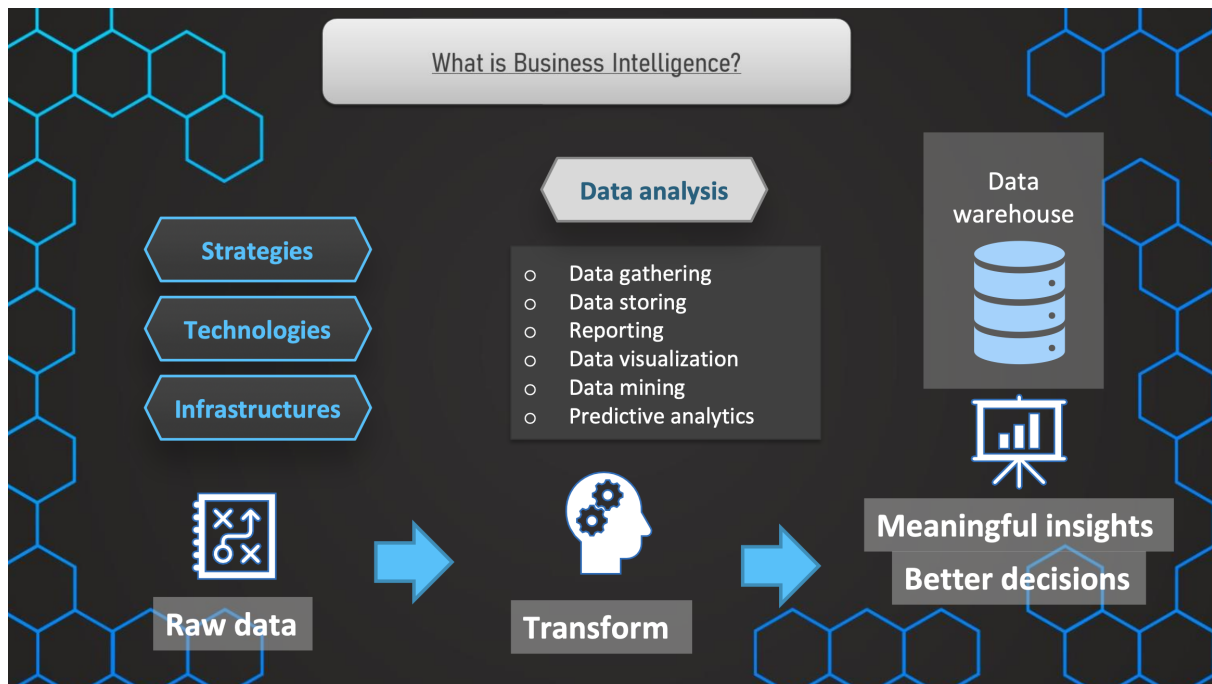 What is Business Intelligence?
Strategies
Technologies
Infrastructures
Raw data
Data analysis
o Data gathering
o Data storing
o Reporting
o Data visualization
o Data mining
o Predictive analytics
Transform
Data
warehouse
Meaningful insights
Better decisions